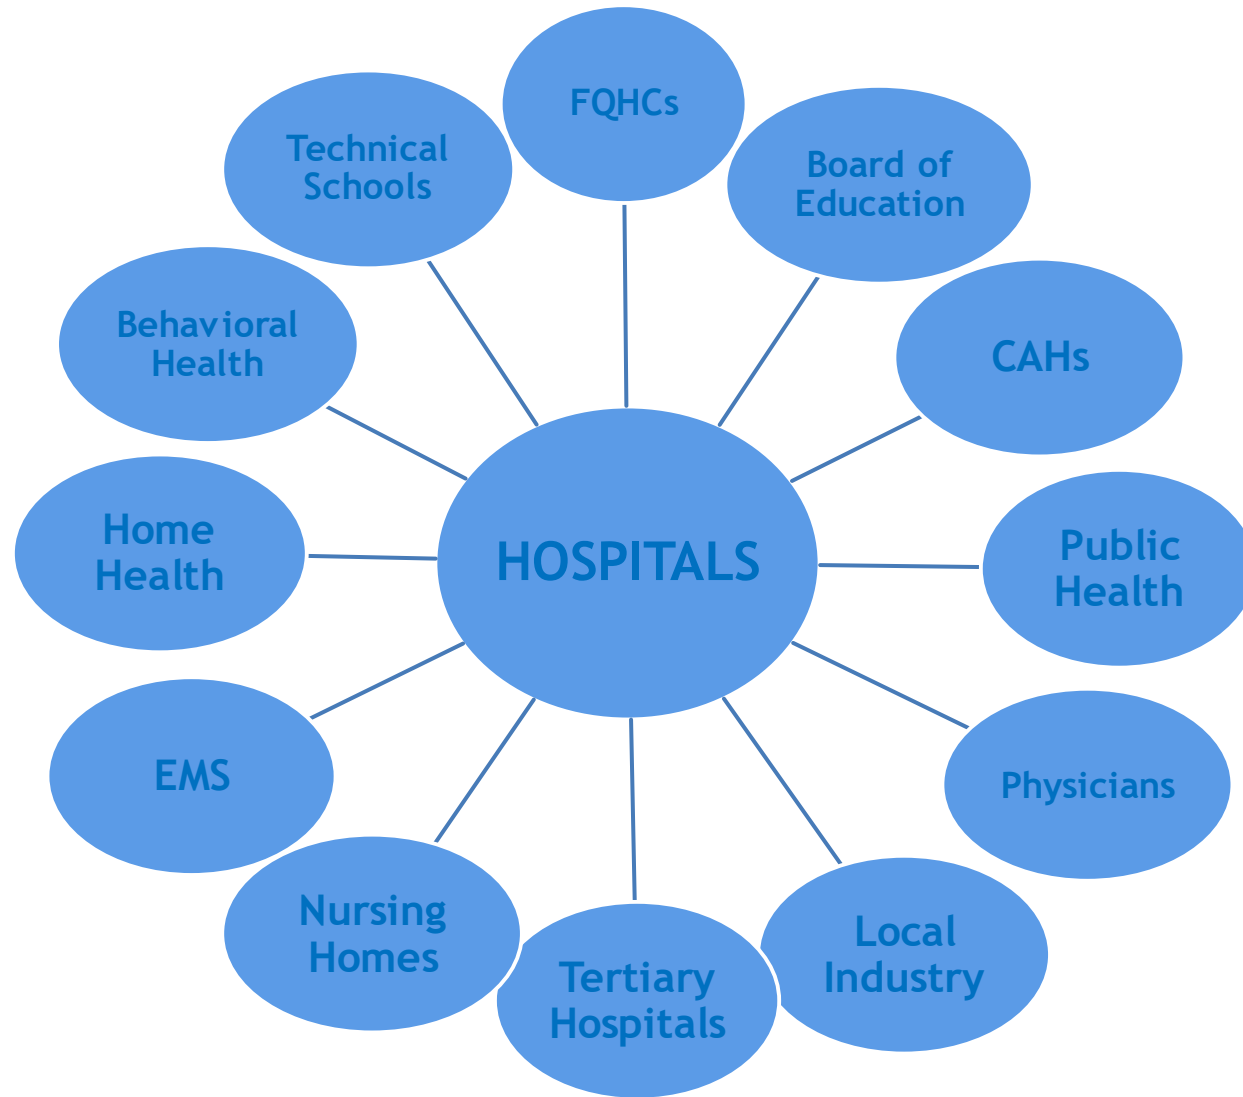 FQHCs
Technical
Schools
Board of
Education
Behavioral
Health
CAHs
Home
Health
HOSPITALS
Public
Health
EMS
Physicians
Nursing
Homes
Local
Industry
Tertiary
Hospitals